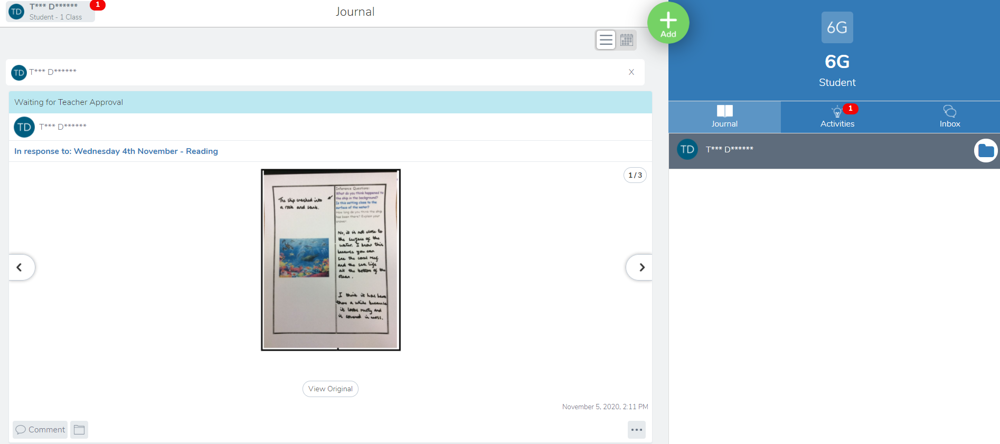 TD
T*** D******
Student - 1 Class
1
Journal
Add
TD T*** D******
X
Waiting for Teacher Approval
TD T*** D******
In response to: Wednesday 4th November - Reading
1 / 3
The ship crashed into
a rock and sank.
Inference Questions:
What do you think happened to
the ship in the background?
Is this setting close to the
surface of the water?
How long do you think the ship
has been there? Explain your
answer
No, it is not close to
the surface of the
water. I know this
because you can
see the coral reef
and the sea life
at the bottom of the
ocean.
I think it has been
there a while because
it looks rusty and
is covered in moss.
View Original
November 5, 2020, 2:11 PM
Comment
6G
6G
Student
Journal
Activities
1
Inbox
TD T*** D******